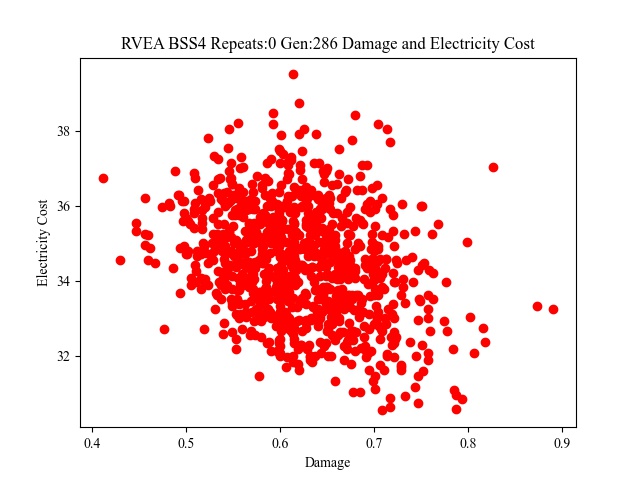 RVEA BSS4 Repeats:0 Gen:286 Damage and Electricity Cost
38
36
34
32
Electricity Cost
0.4 0.5 0.6 0.7 0.8 0.9
Damage